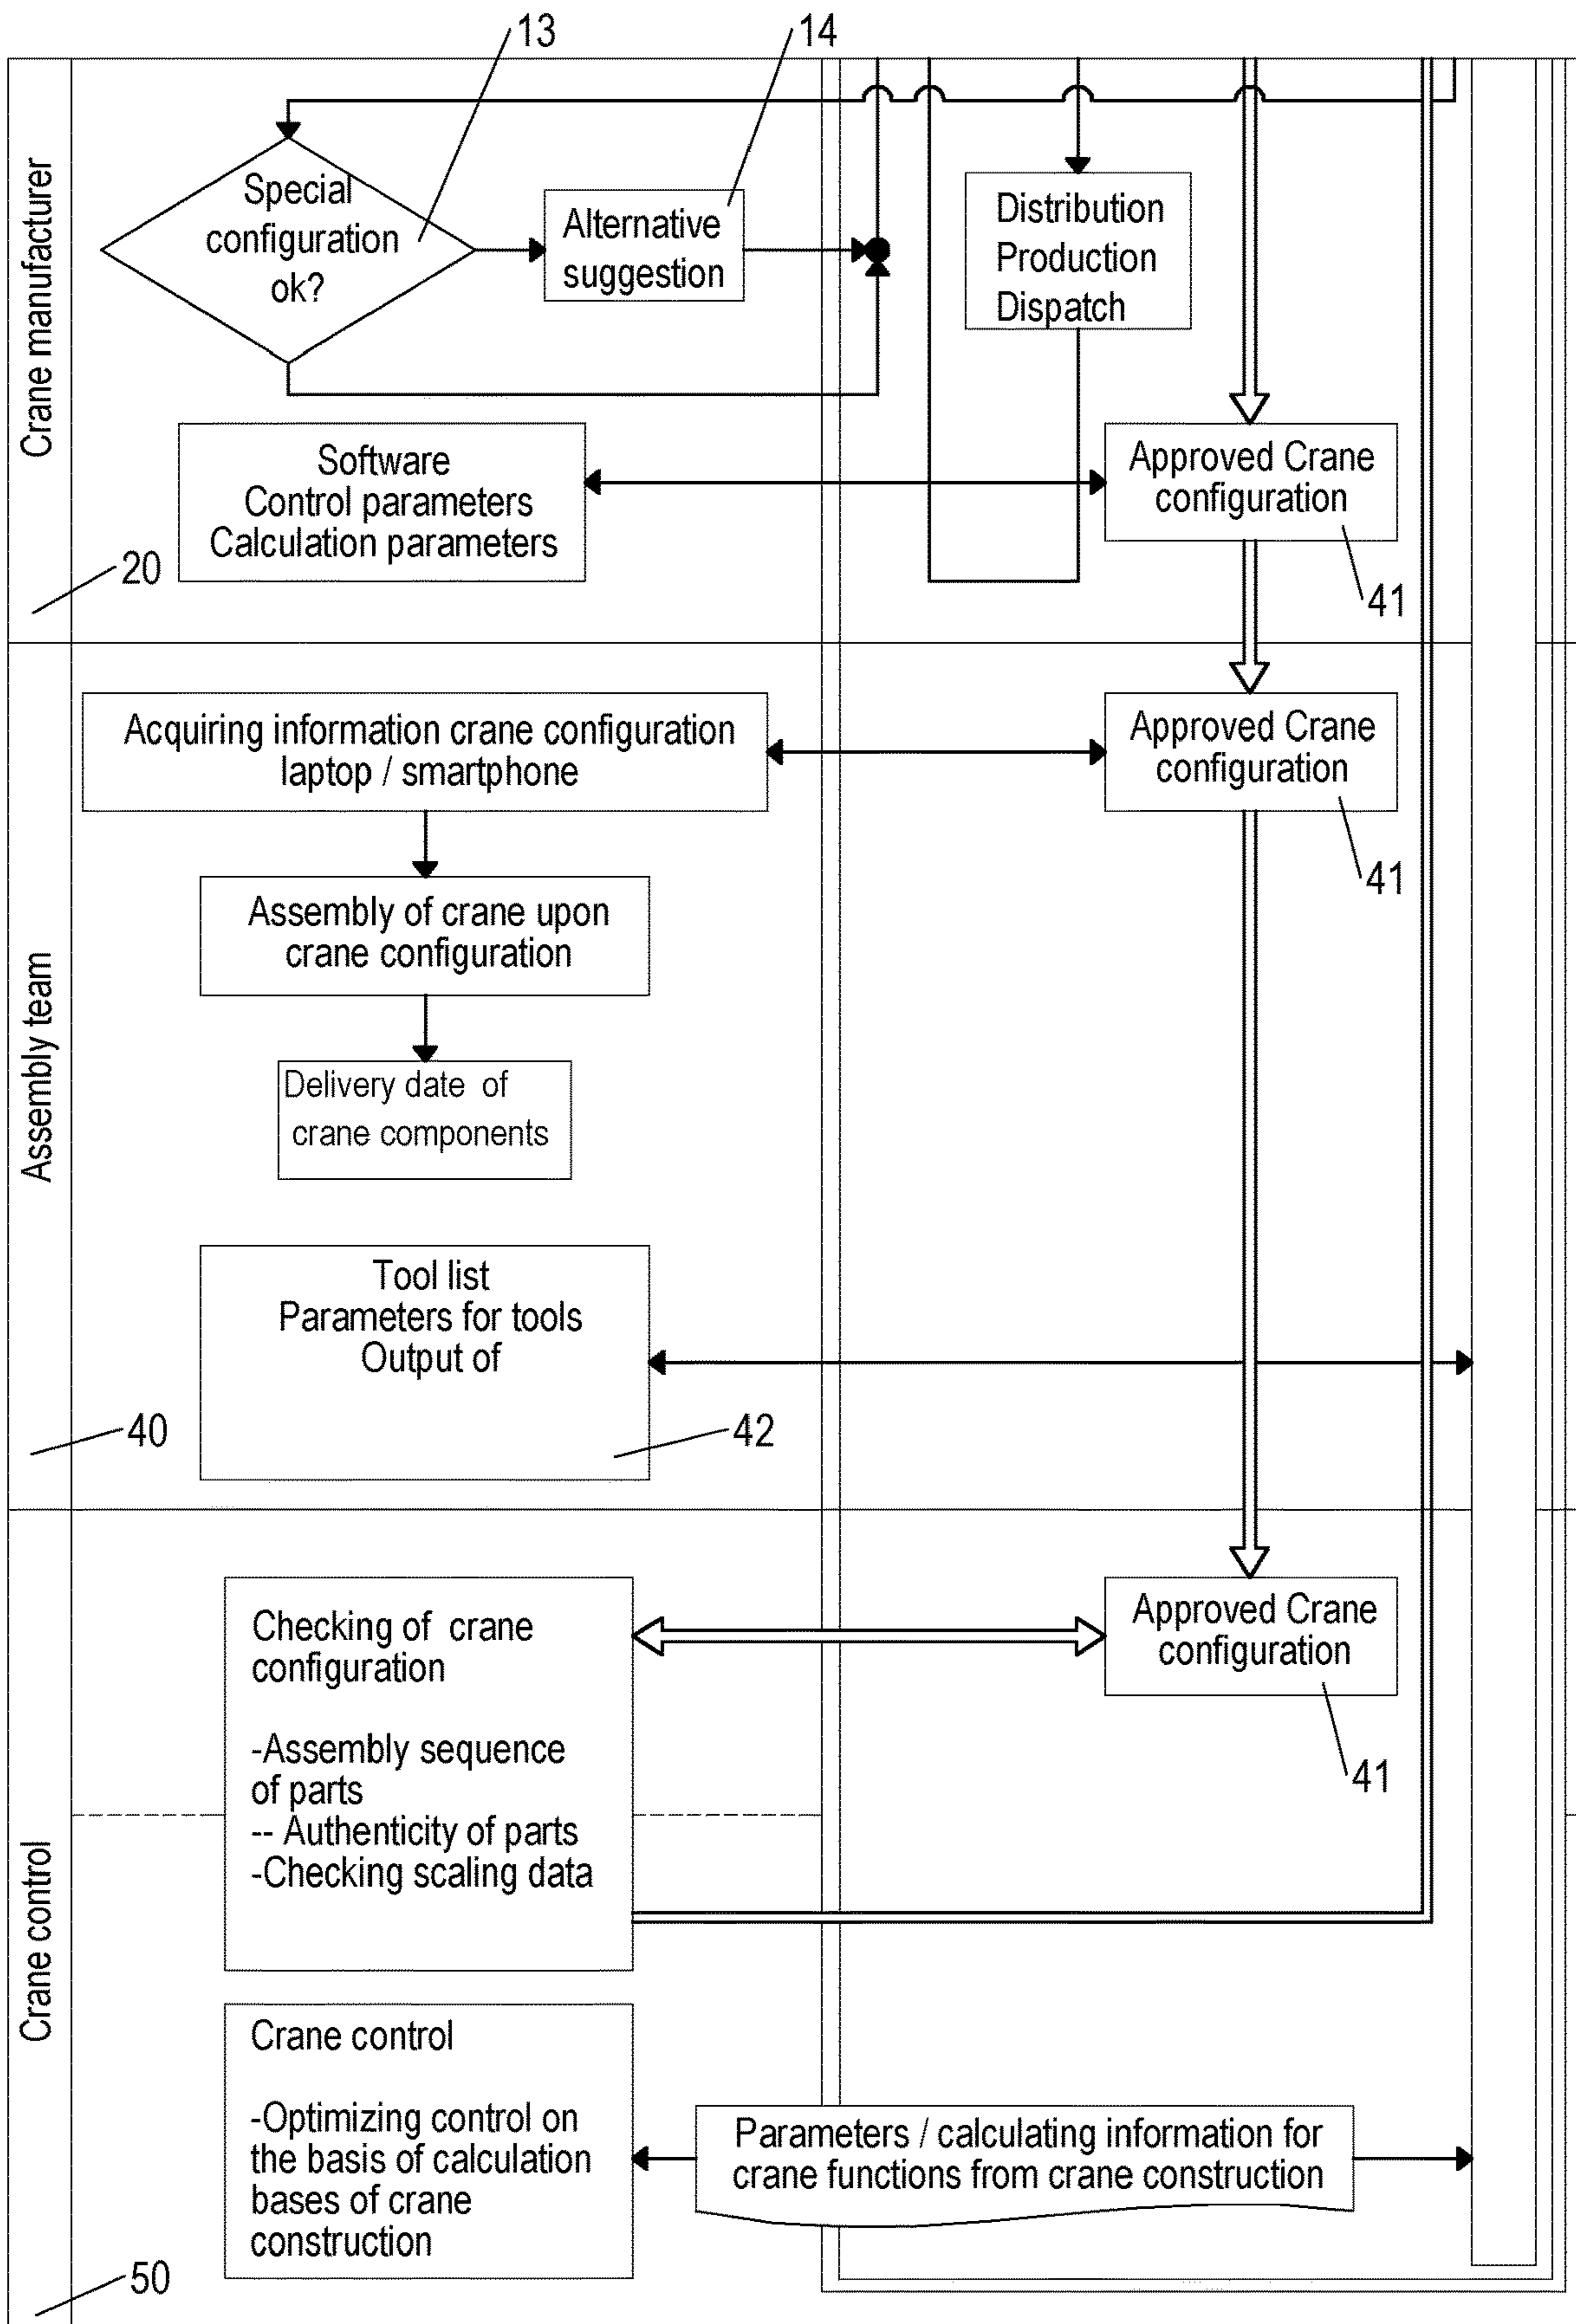 13
14
Crane manufacturer
Special
configuration
ok?
Alternative
suggestion
Distribution
Production
Dispatch
Software
Control parameters
Calculation parameters
Approved Crane
configuration
20
41
Assembly team
Acquiring information crane configuration
laptop / smartphone
Approved Crane
configuration
41
Assembly of crane upon
crane configuration
Delivery date of
crane components
Tool list
Parameters for tools
Output of
40
42
Crane control
Checking of crane
configuration
-Assembly sequence
of parts
-- Authenticity of parts
-Checking scaling data
Approved Crane
configuration
41
Crane control
-Optimizing control on
the basis of calculation
bases of crane
construction
Parameters / calculating information for
crane functions from crane construction
50